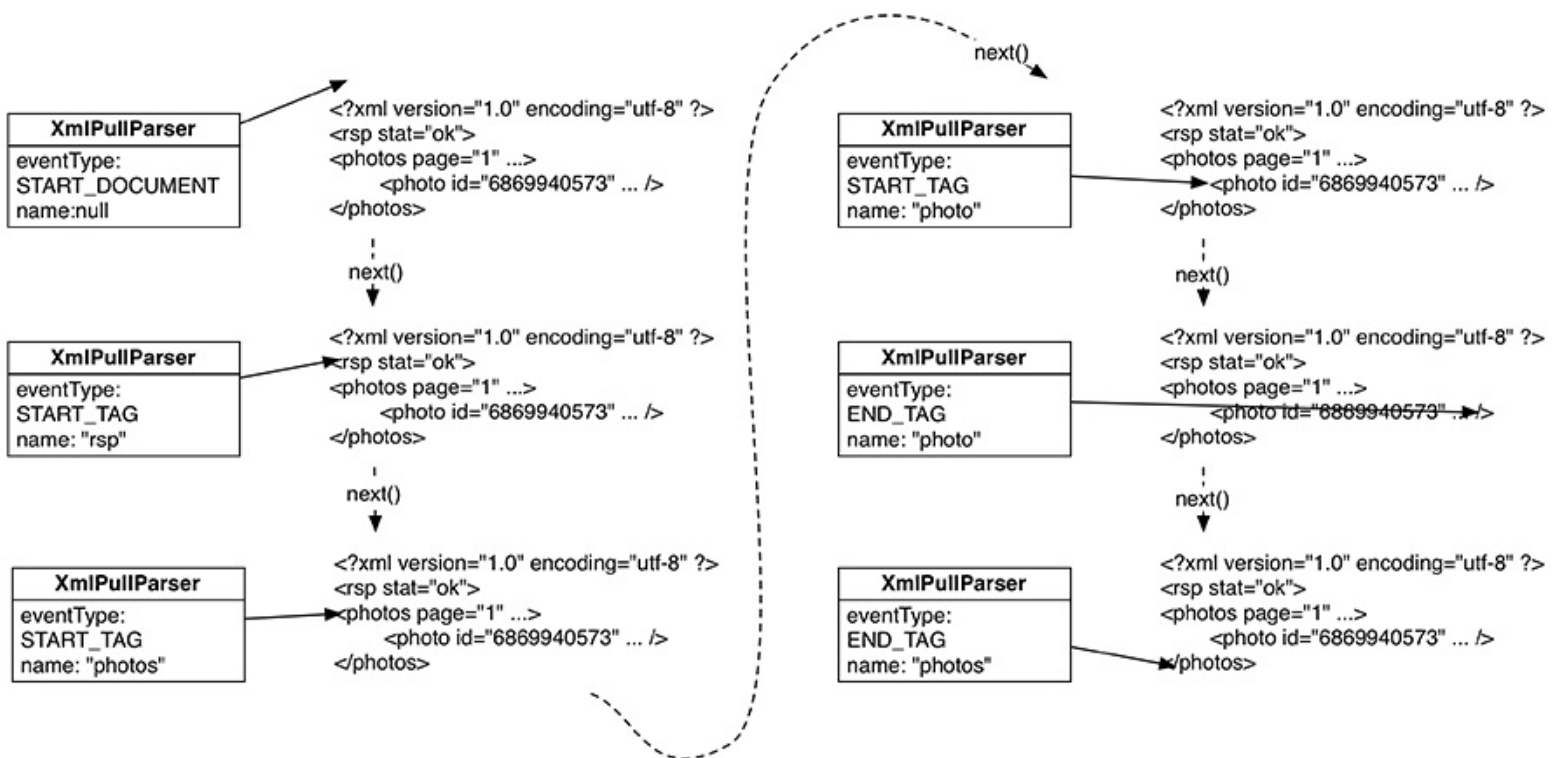 XmlPullParser
eventType:
START_DOCUMENT
name:null
<?xml version="1.0" encoding="utf-8" ?>
<rsp stat="ok">
<photos page="1" ...>
<photo id="6869940573" ... />
</photos>
next()
XmlPullParser
eventType:
START_TAG
name: "rsp"
<?xml version="1.0" encoding="utf-8" ?>
<rsp stat="ok">
<photos page="1" ...>
<photo id="6869940573" ... />
</photos>
next()
XmlPullParser
eventType:
START_TAG
name: "photos"
<?xml version="1.0" encoding="utf-8" ?>
<rsp stat="ok">
<photos page="1" ...>
<photo id="6869940573" ... />
</photos>
next()
XmlPullParser
eventType:
START_TAG
name: "photo"
<?xml version="1.0" encoding="utf-8" ?>
<rsp stat="ok">
<photos page="1" ...>
<photo id="6869940573" ... />
</photos>
next()
XmlPullParser
eventType:
END_TAG
name: "photo"
<?xml version="1.0" encoding="utf-8" ?>
<rsp stat="ok">
<photos page="1" ...>
<photo id="6869940573" ... />
</photos>
next()
XmlPullParser
eventType:
END_TAG
name: "photos"
<?xml version="1.0" encoding="utf-8" ?>
<rsp stat="ok">
<photos page="1" ...>
<photo id="6869940573" ... />
</photos>